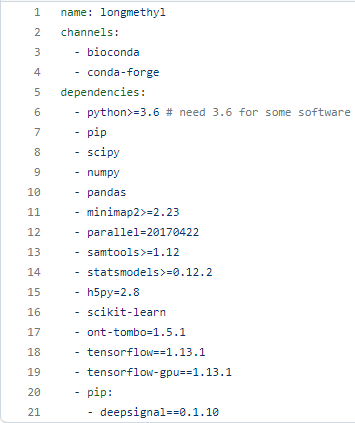 1 name: longmethyl
2 channels:
3   - bioconda
4   - conda-forge
5 dependencies:
6   - python>=3.6 # need 3.6 for some software
7   - pip
8   - scipy
9   - numpy
10   - pandas
11   - minimap2>=2.23
12   - parallel=20170422
13   - samtools>=1.12
14   - statsmodels>=0.12.2
15   - h5py=2.8
16   - scikit-learn
17   - ont-tombo=1.5.1
18   - tensorflow==1.13.1
19   - tensorflow-gpu==1.13.1
20   - pip:
21     - deepsignal==0.1.10